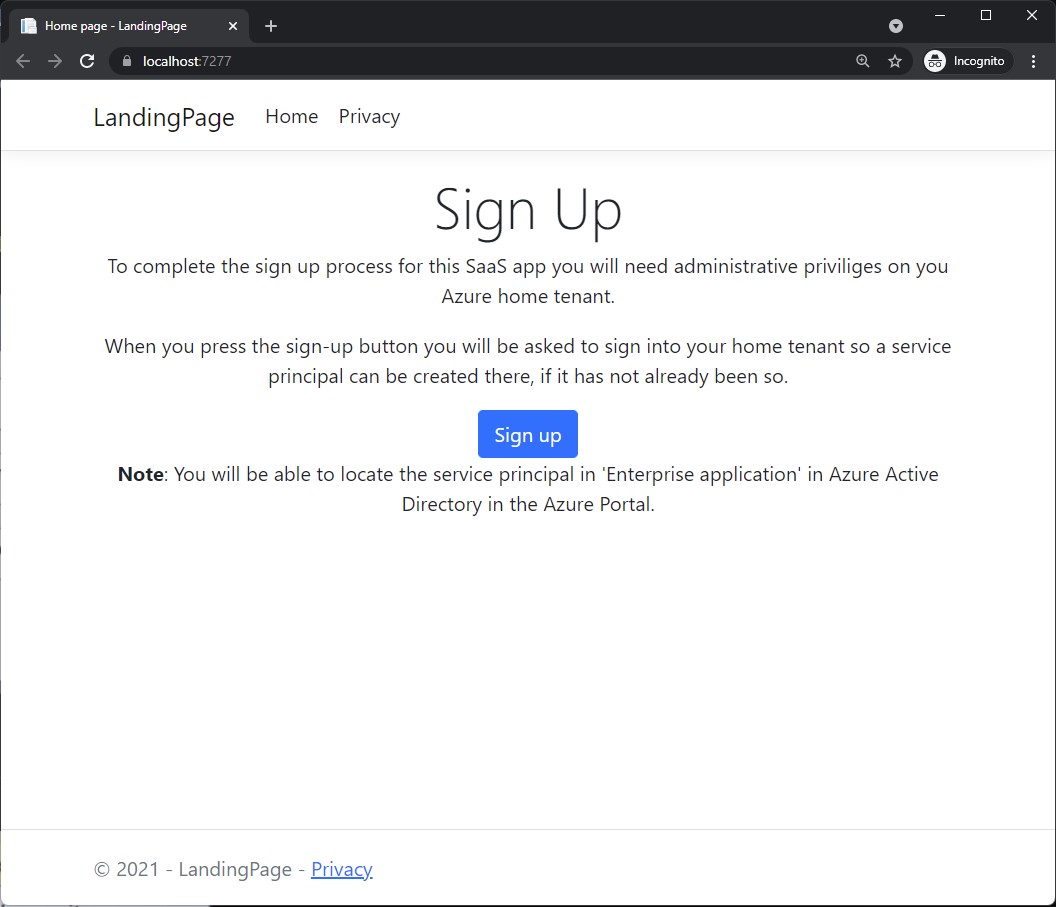 Home page - LandingPage
localhost:7277
Incognito
LandingPage Home Privacy
Sign Up
To complete the sign up process for this SaaS app you will need administrative priviliges on you
Azure home tenant.
When you press the sign-up button you will be asked to sign into your home tenant so a service
principal can be created there, if it has not already been so.
Sign up
Note: You will be able to locate the service principal in 'Enterprise application' in Azure Active
Directory in the Azure Portal.
© 2021 - LandingPage - Privacy